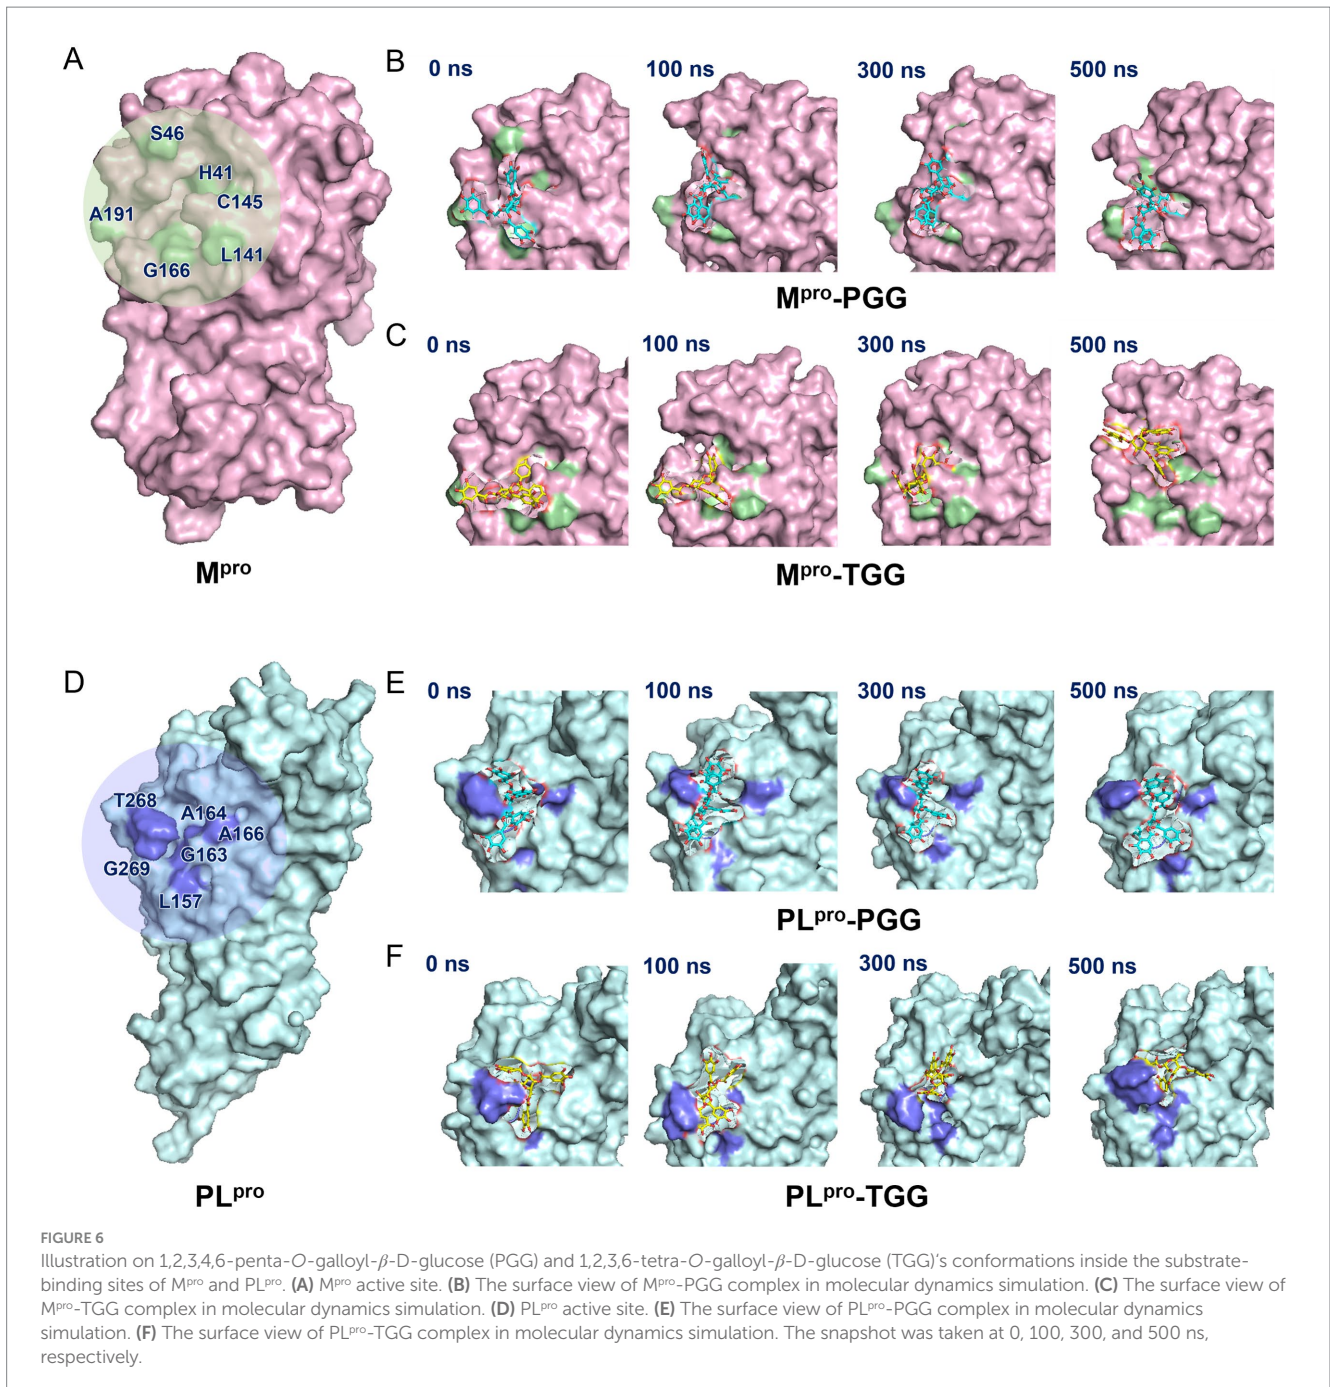 A
S46
H41
C145
A191
L141
G166
Mpro
B
0 ns
100 ns
300 ns
500 ns
Mpro-PGG
C
0 ns
100 ns
300 ns
500 ns
Mpro-TGG
D
T268
A164
A166
G163
G269
L157
PLpro
E
0 ns
100 ns
300 ns
500 ns
PLpro-PGG
F
0 ns
100 ns
300 ns
500 ns
PLpro-TGG
FIGURE 6
Illustration on 1,2,3,4,6-penta-O-galloyl-β-D-glucose (PGG) and 1,2,3,6-tetra-O-galloyl-β-D-glucose (TGG)'s conformations inside the substrate-
binding sites of Mpro and PLpro. (A) Mpro active site. (B) The surface view of Mpro-PGG complex in molecular dynamics simulation. (C) The surface view of
Mpro-TGG complex in molecular dynamics simulation. (D) PLpro active site. (E) The surface view of PLpro-PGG complex in molecular dynamics
simulation. (F) The surface view of PLpro-TGG complex in molecular dynamics simulation. The snapshot was taken at 0, 100, 300, and 500 ns,
respectively.